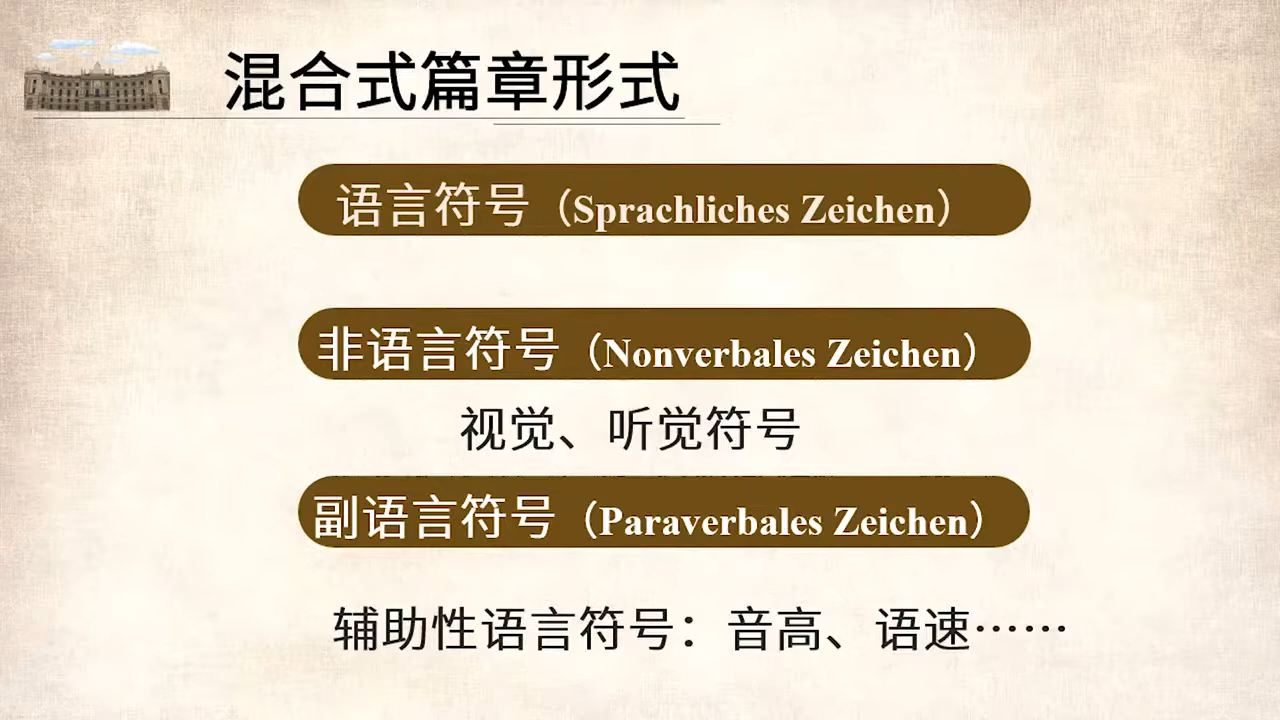 混合式篇章形式
语言符号（Sprachliches Zeichen）
非语言符号（Nonverbales Zeichen）
视觉、听觉符号
副语言符号（Paraverbales Zeichen）
辅助性语言符号：音高、语速……